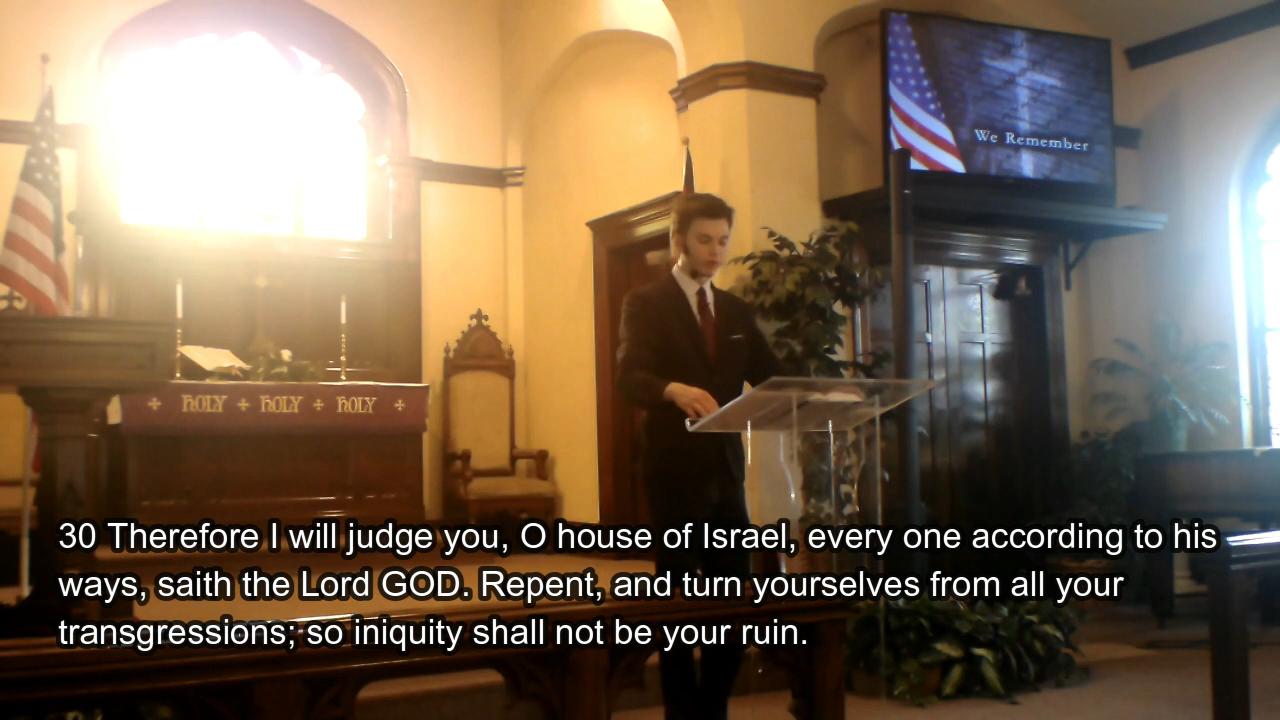 We Remember
HOLY + HOLY + HOLY
30 Therefore I will judge you, O house of Israel, every one according to his
ways, saith the Lord GOD. Repent, and turn yourselves from all your
transgressions; so iniquity shall not be your ruin.